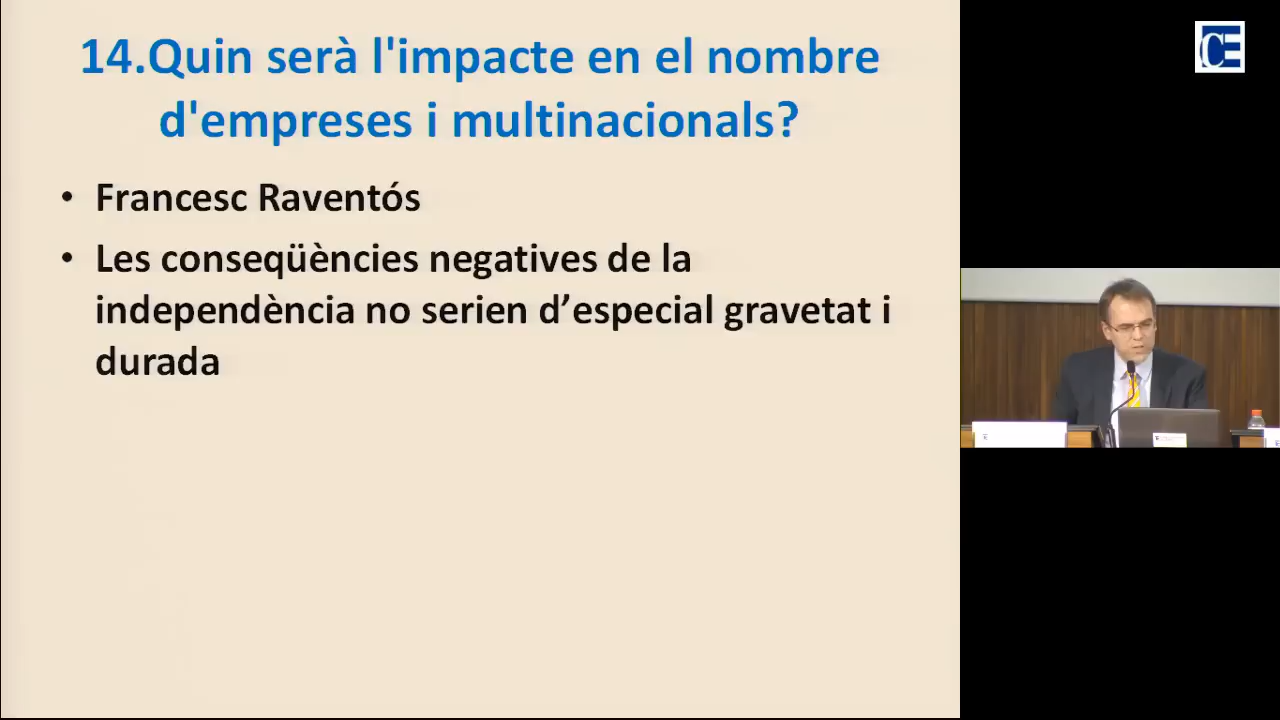 14.Quin serà l'impacte en el nombre
d'empreses i multinacionals?
• Francesc Raventós
• Les conseqüències negatives de la
independència no serien d’especial gravetat i
durada
CE